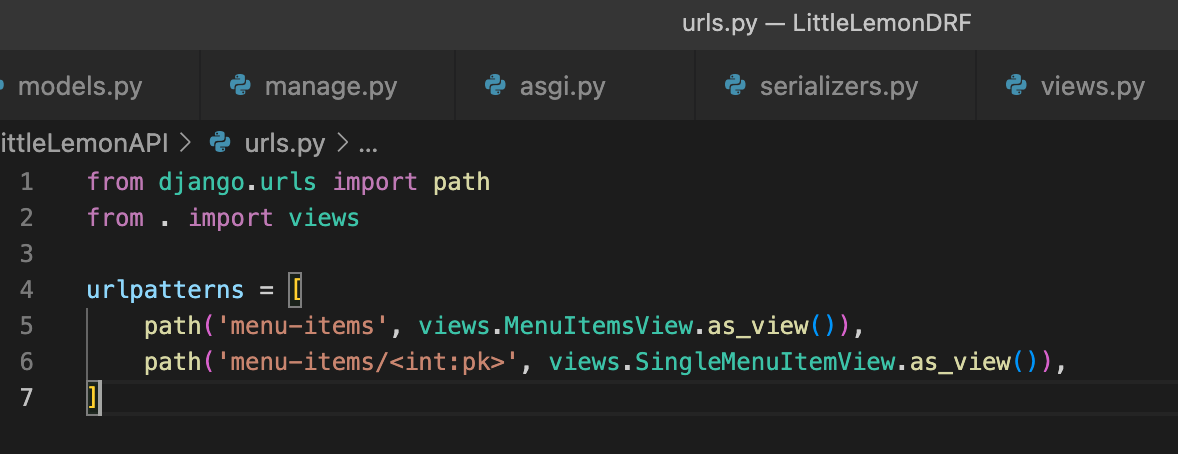 urls.py — LittleLemonDRF
models.py manage.py asgi.py serializers.py views.py
ittleLemonAPI > urls.py > ...
1 from django.urls import path
2 from . import views
3
4 urlpatterns = [
5     path('menu-items', views.MenuItemsView.as_view()),
6     path('menu-items/<int:pk>', views.SingleMenuItemView.as_view()),
7 ]